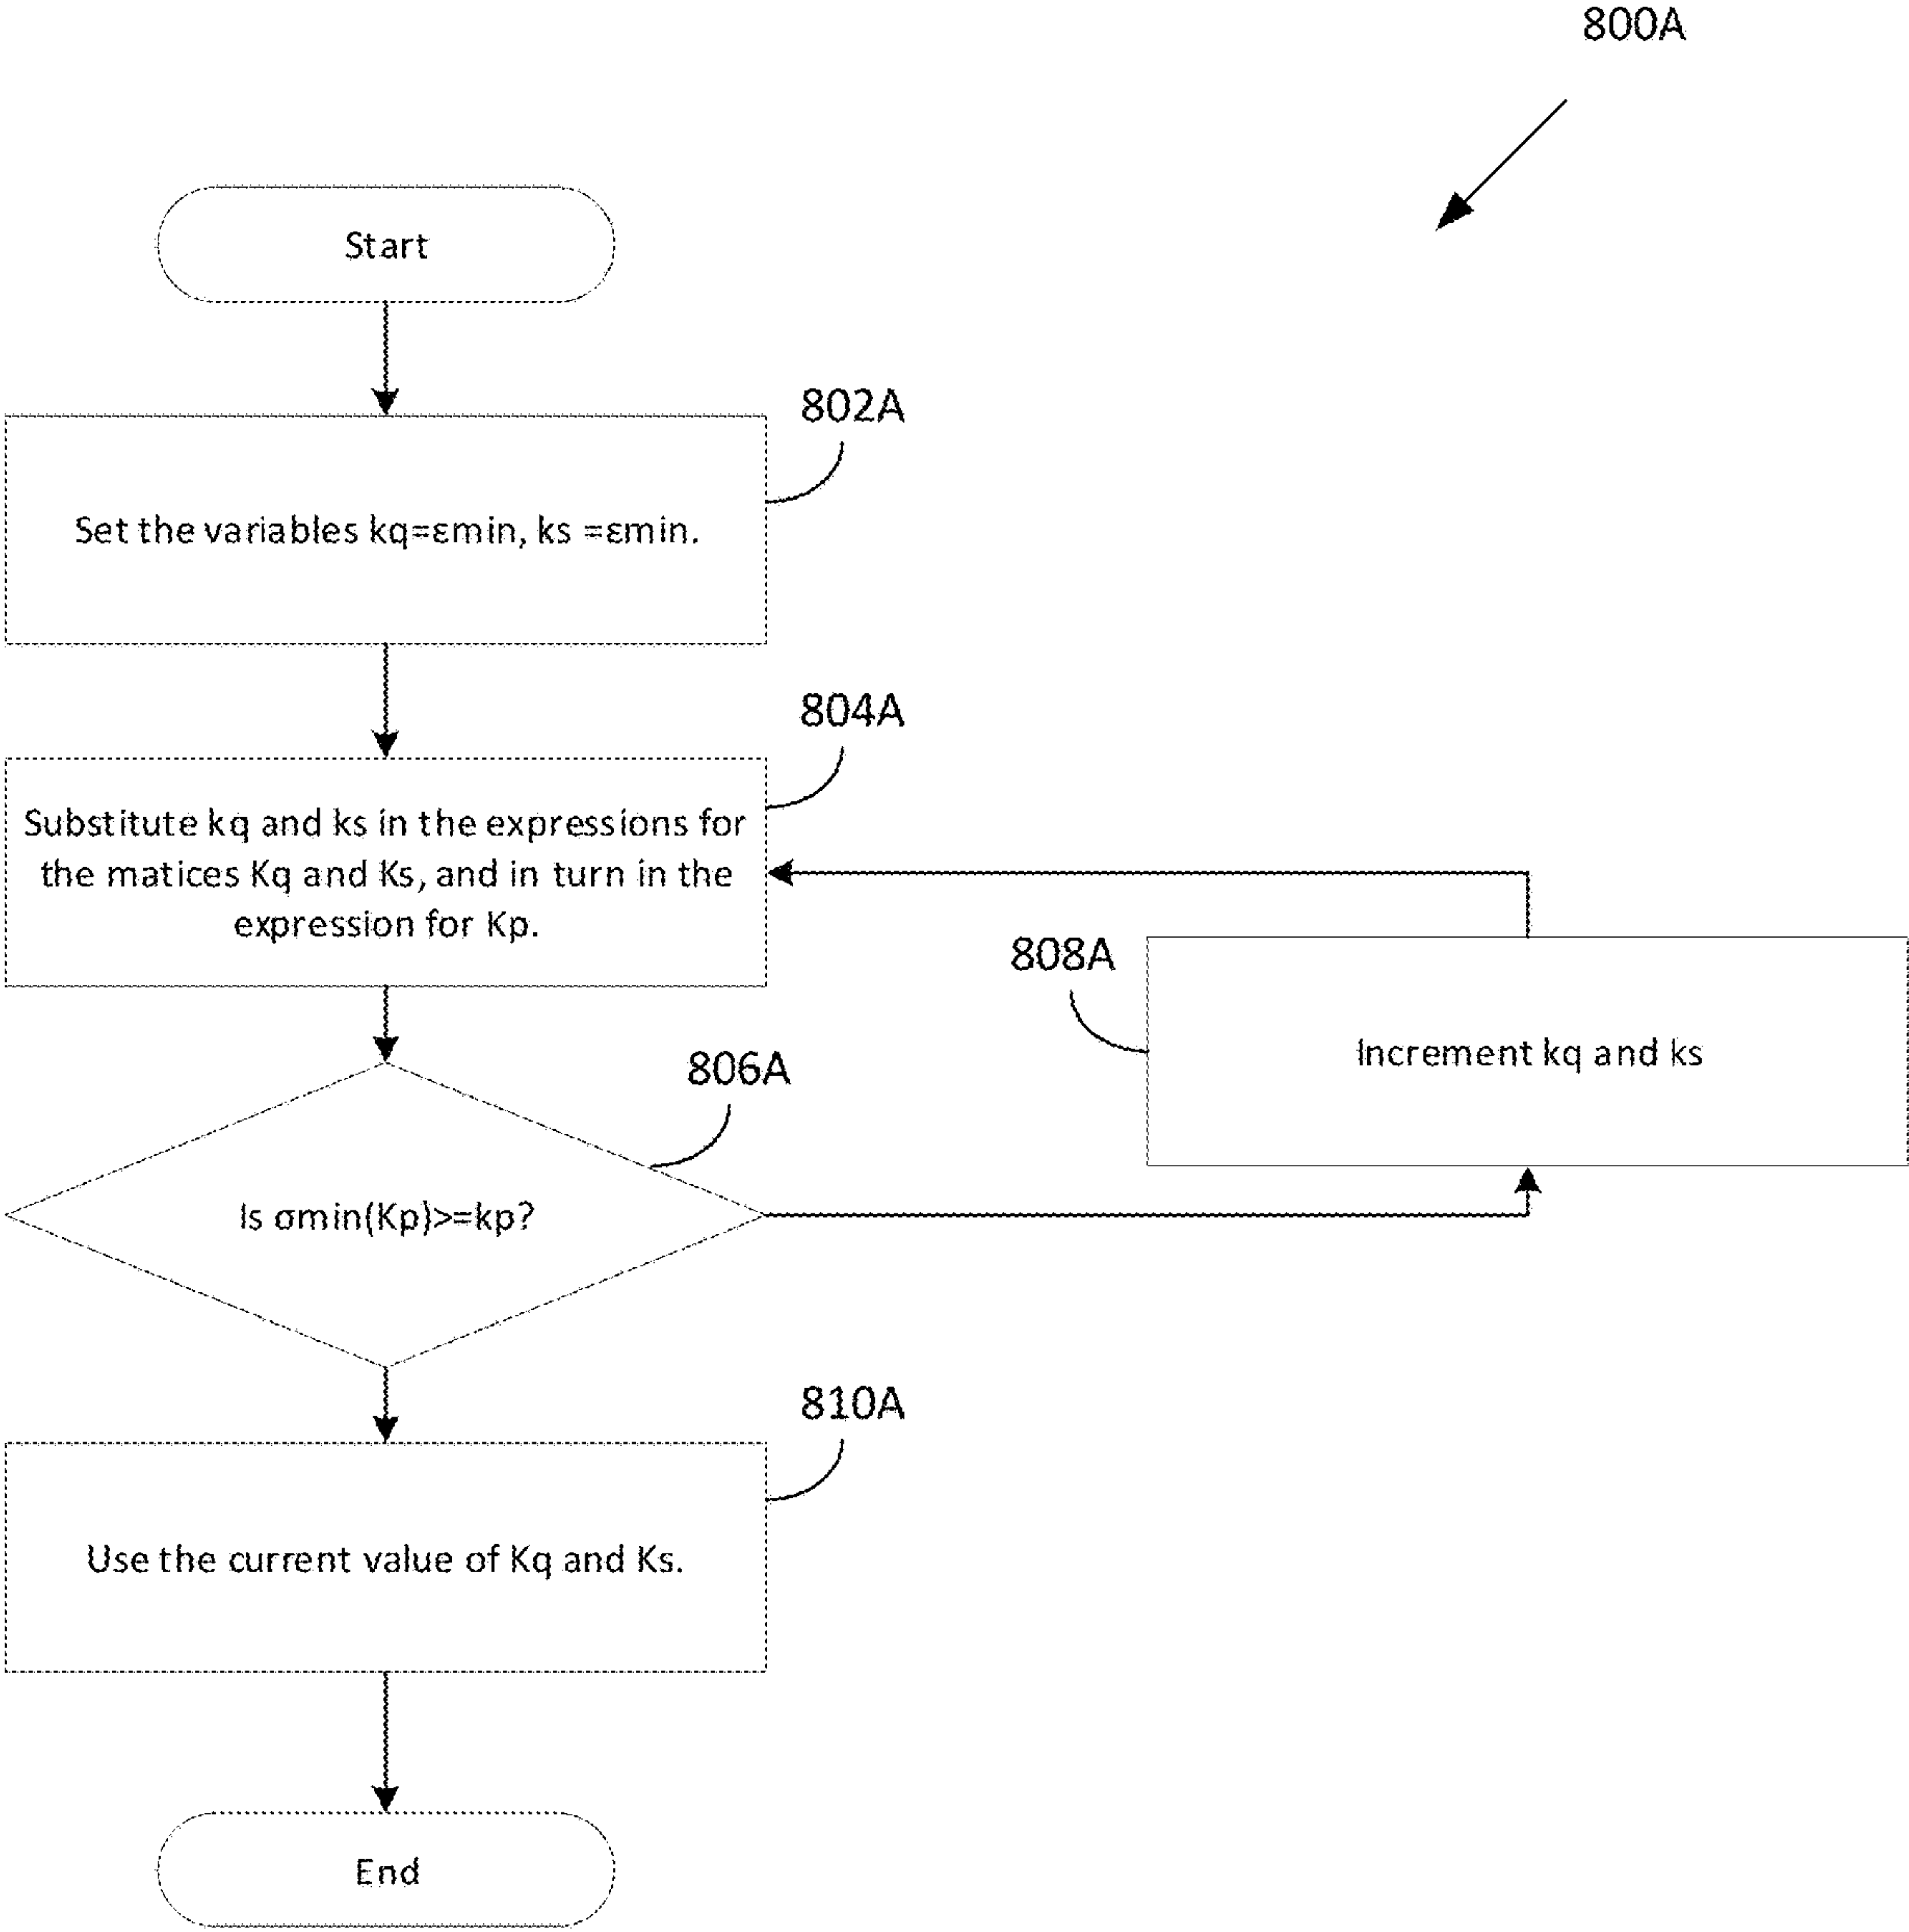 800A
Start
802A
Set the variables kq=εmin, ks =εmin.
804A
Substitute kq and ks in the expressions for
the matices Kq and Ks, and in turn in the
expression for Kp.
808A
Increment kq and ks
806A
Is σmin(Kp)>=kp?
810A
Use the current value of Kq and Ks.
End